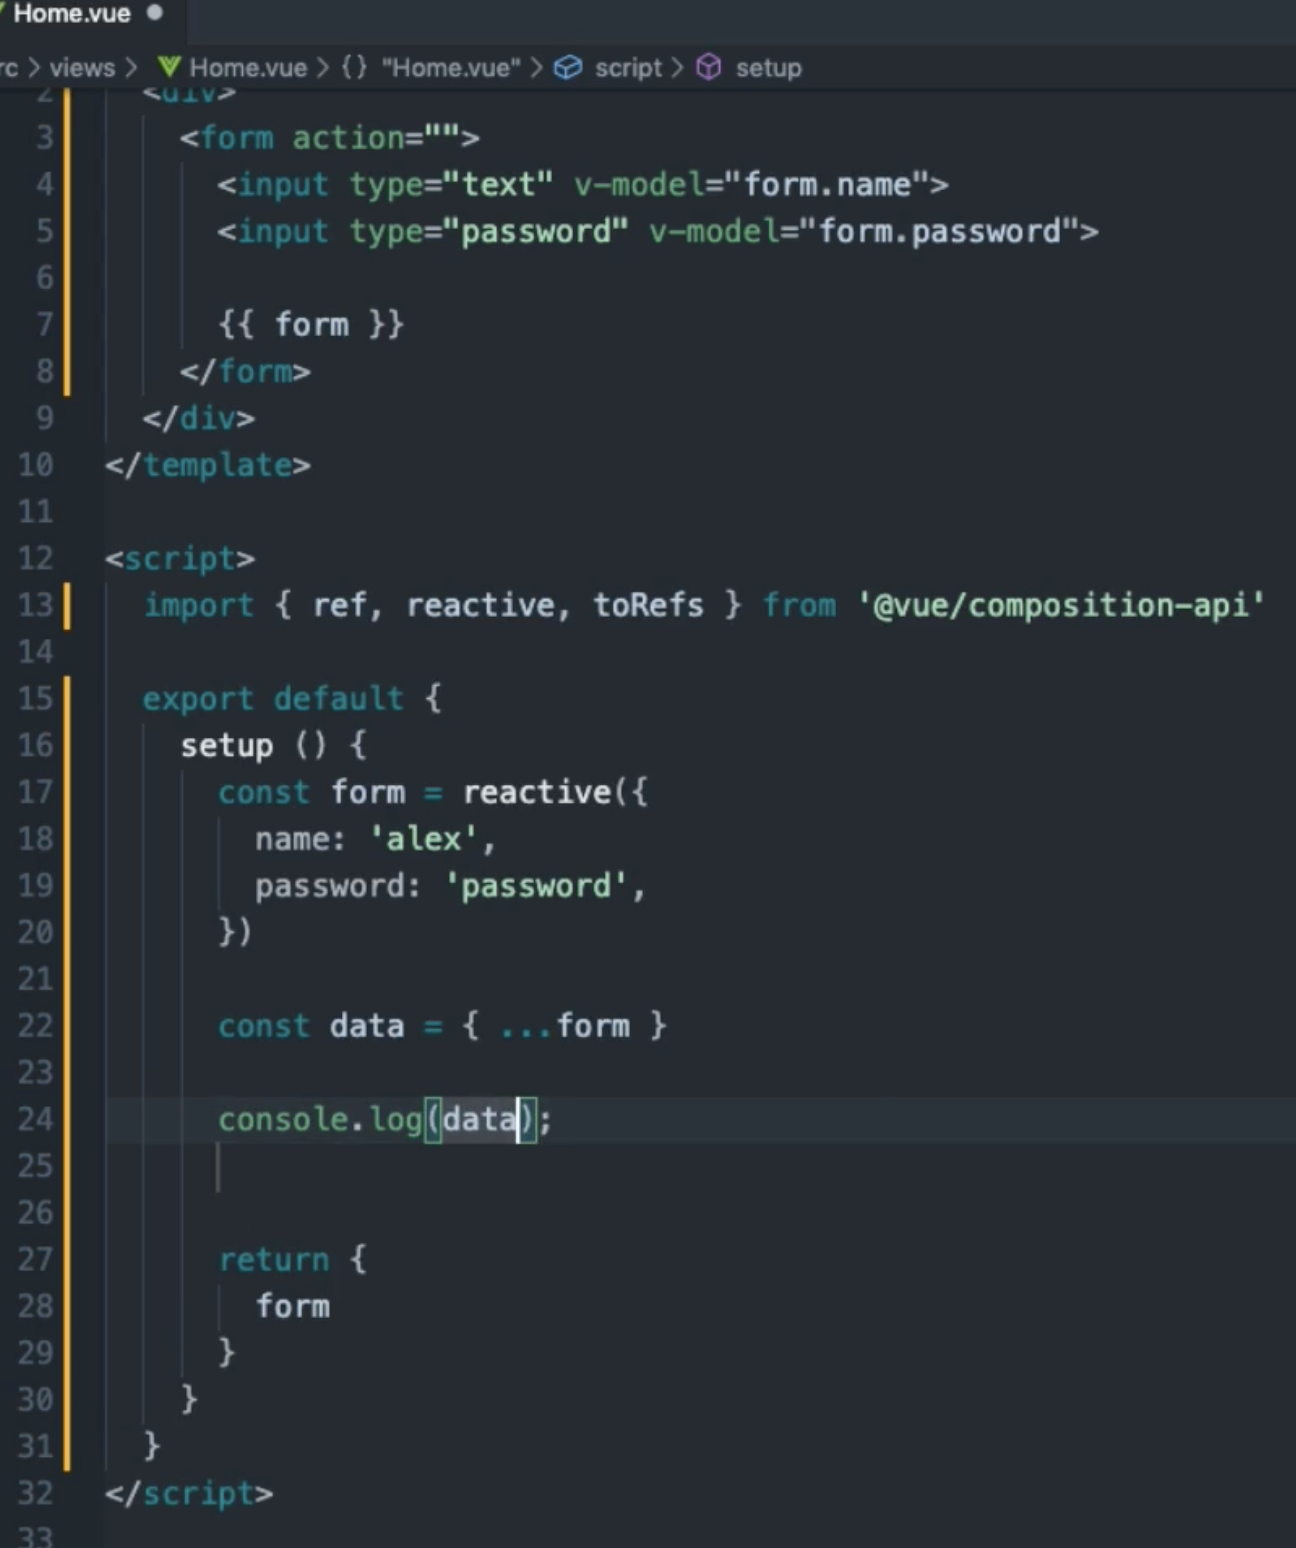 Home.vue
rc > views > Home.vue > {} "Home.vue" > script > setup
2 <div>
3 <form action="">
4 <input type="text" v-model="form.name">
5 <input type="password" v-model="form.password">
6
7 {{ form }}
8 </form>
9 </div>
10 </template>
11
12 <script>
13 import { ref, reactive, toRefs } from '@vue/composition-api'
14
15 export default {
16 setup () {
17 const form = reactive({
18 name: 'alex',
19 password: 'password',
20 })
21
22 const data = { ...form }
23
24 console.log(data);
25
26
27 return {
28 form
29 }
30 }
31 }
32 </script>
33